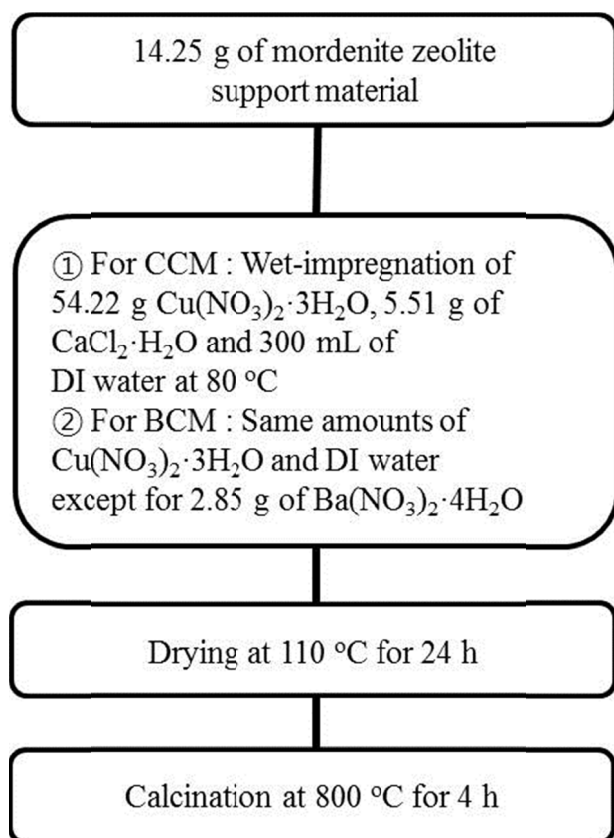 14.25 g of mordenite zeolite
support material
① For CCM : Wet-impregnation of
54.22 g Cu(NO₃)₂·3H₂O, 5.51 g of
CaCl₂·H₂O and 300 mL of
DI water at 80 °C
② For BCM : Same amounts of
Cu(NO₃)₂·3H₂O and DI water
except for 2.85 g of Ba(NO₃)₂·4H₂O
Drying at 110 °C for 24 h
Calcination at 800 °C for 4 h